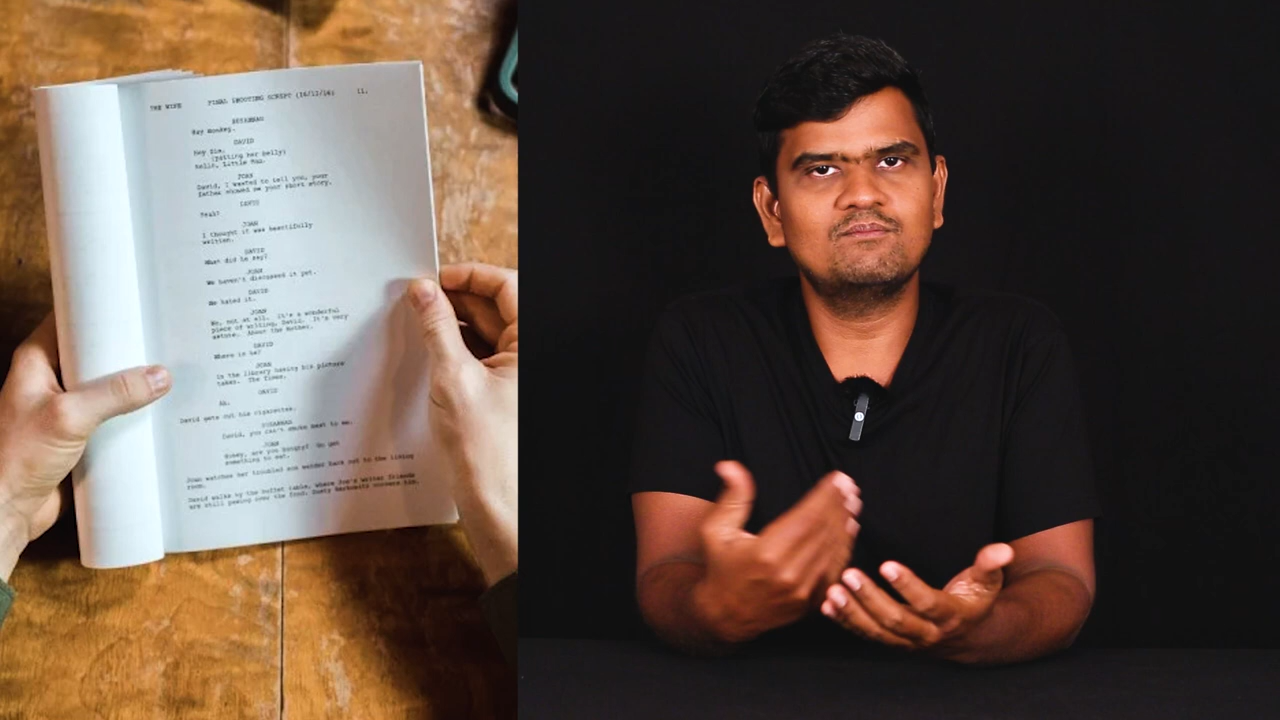 THE WIFE FINAL SHOOTING SCRIPT (16/11/16) 11.
SUSANNAH
Hey monkey.
DAVID
Hey Sis.
(patting her belly)
Hello, Little Max.
JOAN
David, I wanted to tell you, your
father showed me your short story.
DAVID
Yeah?
JOAN
I thought it was beautifully
written.
DAVID
What did he say?
JOAN
We haven't discussed it yet.
DAVID
He hated it.
JOAN
No, not at all. It's a wonderful
piece of writing, David. It's very
astute. About the mother.
DAVID
Where is he?
JOAN
In the library having his picture
taken. The Times.
DAVID
Ah.
David gets out his cigarettes.
SUSANNAH
David, you can't smoke next to me.
JOAN
Honey, are you hungry? Go get
something to eat.
Joan watches her troubled son wander back out to the living
room.
David walks up the buffet table, where Joe's writer friends
are still posing over the food. Dusty corners him.